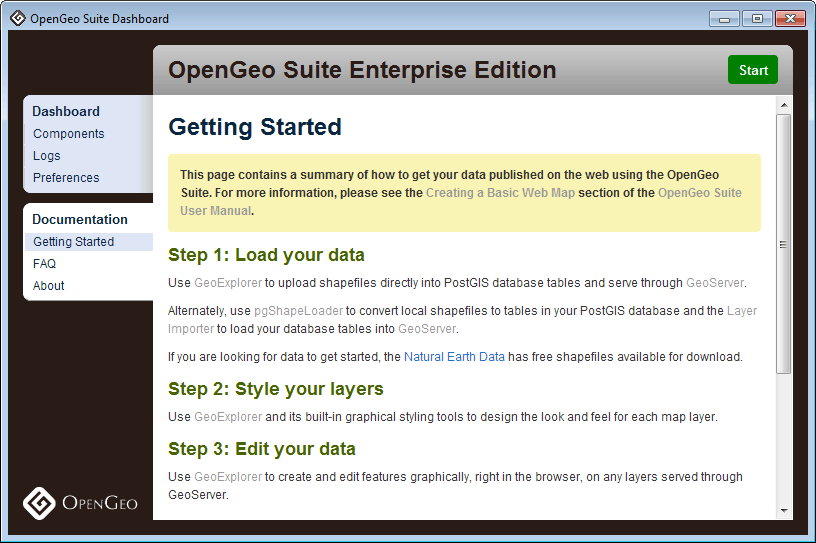 OpenGeo Suite Dashboard
OpenGeo Suite Enterprise Edition
Start
Dashboard
Components
Logs
Preferences
Documentation
Getting Started
FAQ
About
OpenGeo
Getting Started
This page contains a summary of how to get your data published on the web using the OpenGeo
Suite. For more information, please see the Creating a Basic Web Map section of the OpenGeo Suite
User Manual.
Step 1: Load your data
Use GeoExplorer to upload shapefiles directly into PostGIS database tables and serve through GeoServer.
Alternately, use pgShapeLoader to convert local shapefiles to tables in your PostGIS database and the Layer
Importer to load your database tables into GeoServer.
If you are looking for data to get started, the Natural Earth Data has free shapefiles available for download.
Step 2: Style your layers
Use GeoExplorer and its built-in graphical styling tools to design the look and feel for each map layer.
Step 3: Edit your data
Use GeoExplorer to create and edit features graphically, right in the browser, on any layers served through
GeoServer.